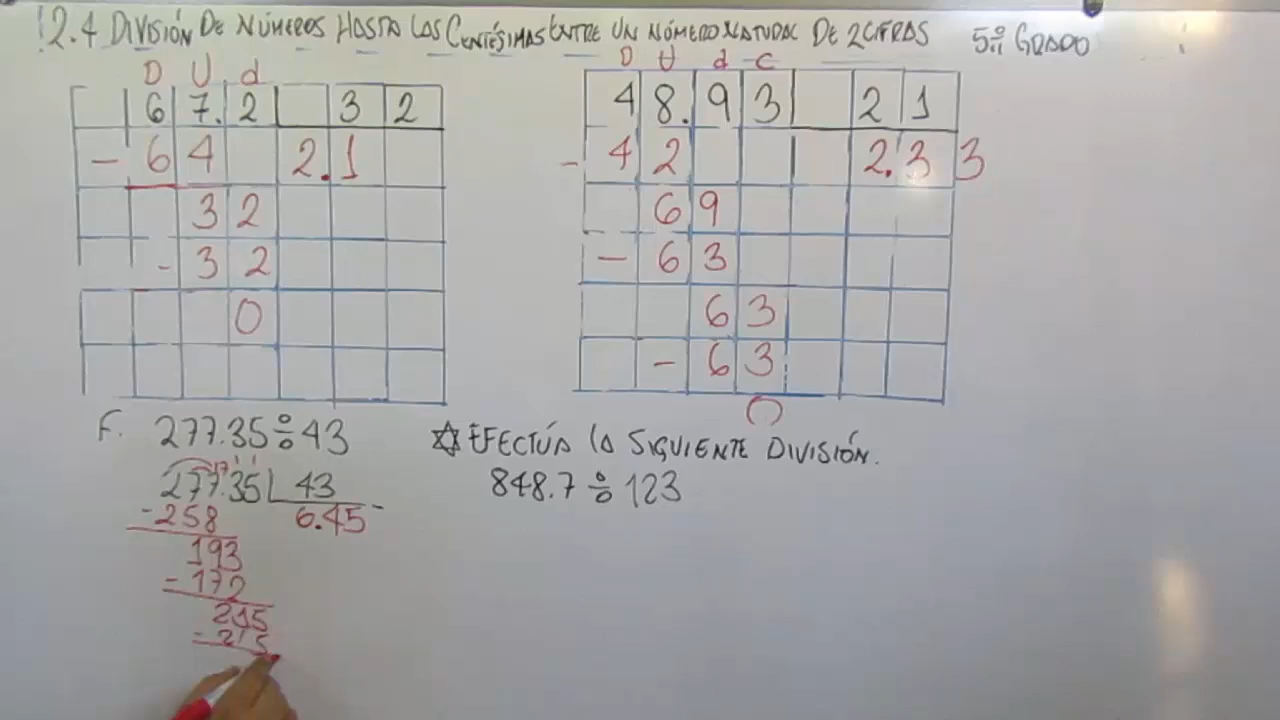 12.4 DIVISIÓN DE NÚMEROS HASTA LAS CENTÉSIMAS ENTRE UN NÚMERO NATURAL DE 2 CIFRAS 5º GRADO
D U d
6 7. 2 3 2
- 6 4 2. 1
3 2
- 3 2
0
D U d c
4 8. 9 3 2 1
- 4 2 2. 3 3
6 9
- 6 3
6 3
- 6 3
0
F. 277.35 ÷ 43
277.35 43
- 258 6.45 -
193
- 172
215
- 215
☆ EFECTÚA LA SIGUIENTE DIVISIÓN.
848.7 ÷ 123